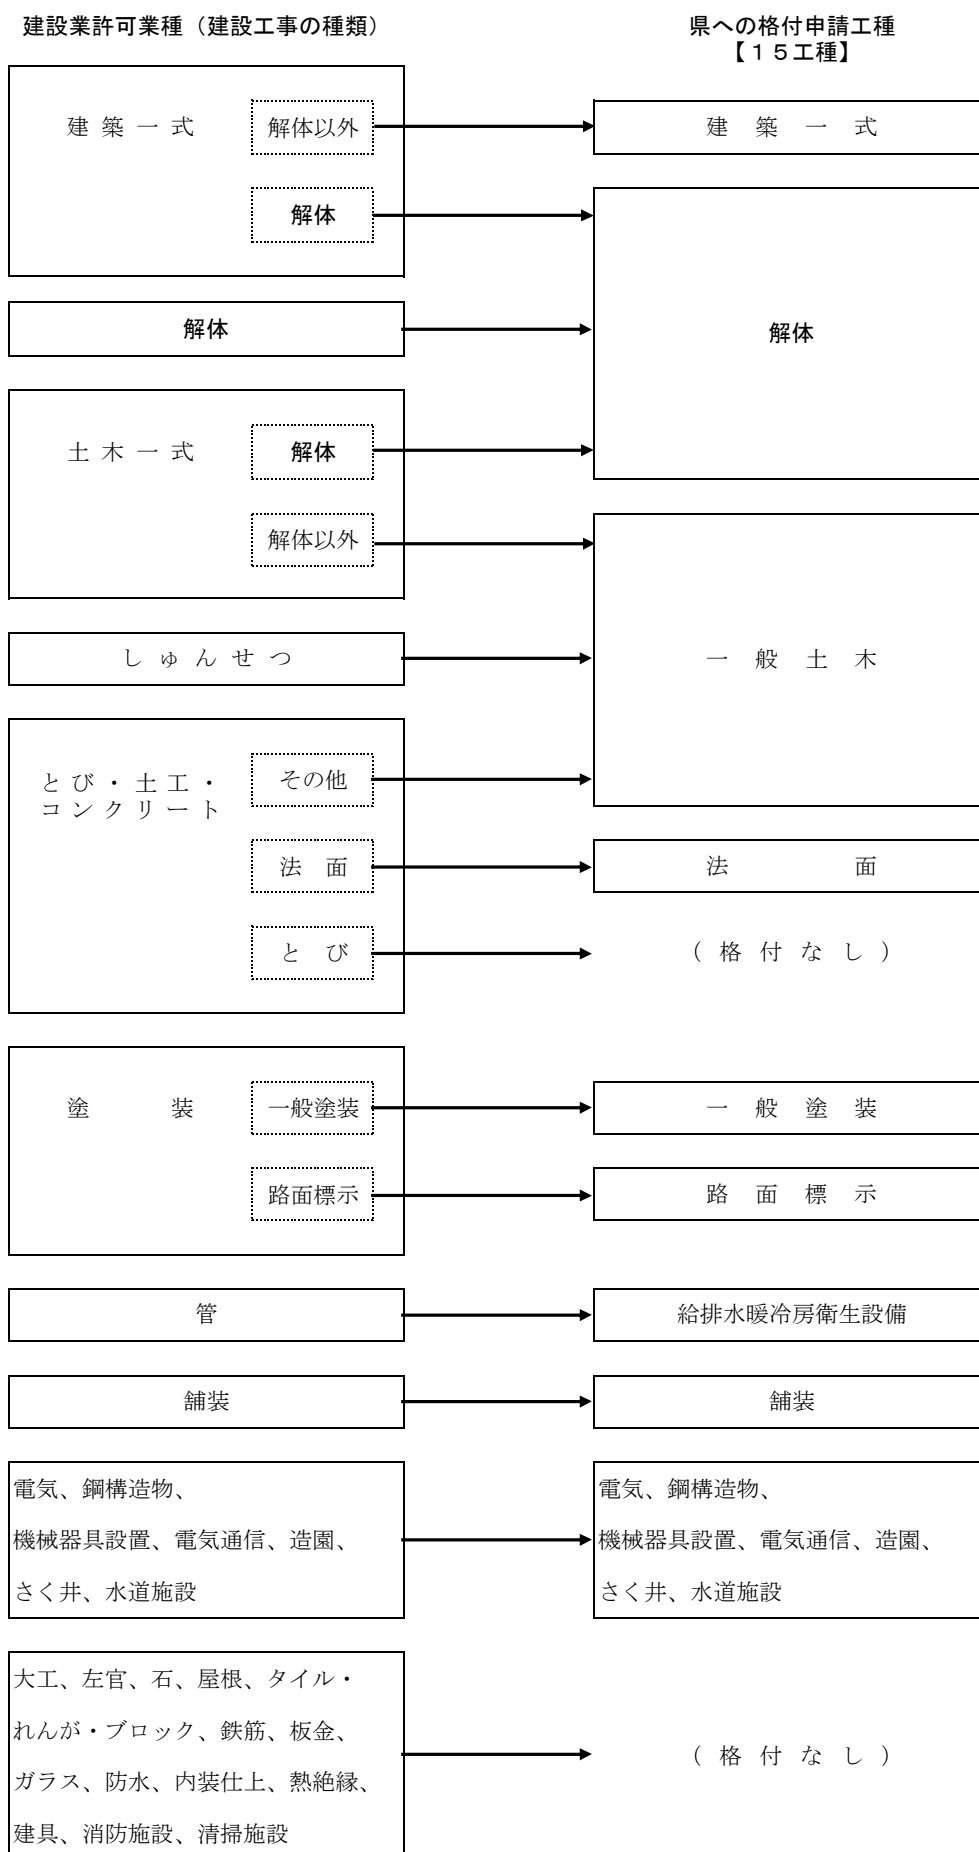 建設業許可業種（建設工事の種類）
県への格付申請工種
【１５工種】
建築一式
解体以外
建築一式
解体
解体
解体
土木一式
解体
解体以外
しゅんせつ
一般土木
とび・土工・
コンクリート
その他
法面
法面
とび
（格付なし）
塗装
一般塗装
一般塗装
路面標示
路面標示
管
給排水暖冷房衛生設備
舗装
舗装
電気、鋼構造物、
機械器具設置、電気通信、造園、
さく井、水道施設
電気、鋼構造物、
機械器具設置、電気通信、造園、
さく井、水道施設
大工、左官、石、屋根、タイル・
れんが・ブロック、鉄筋、板金、
ガラス、防水、内装仕上、熱絶縁、
建具、消防施設、清掃施設
（格付なし）